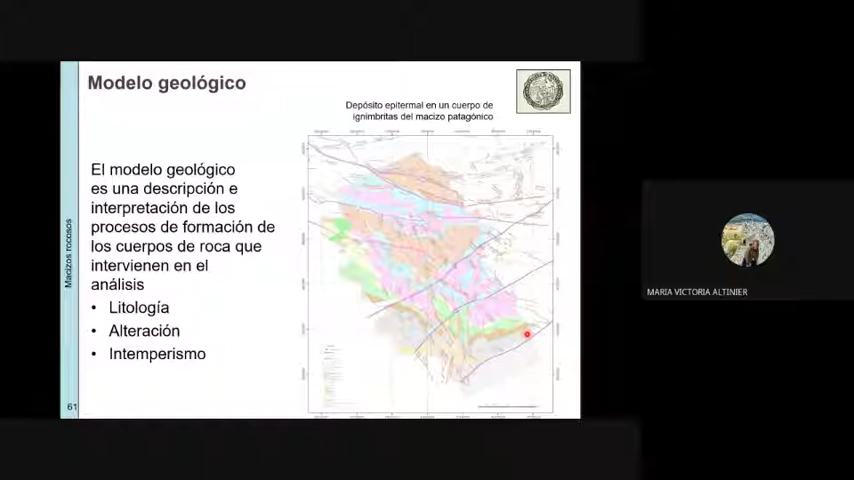 Modelo geológico
Depósito epitermal en un cuerpo de
ignimbritas del macizo patagónico
El modelo geológico
es una descripción e
interpretación de los
procesos de formación de
los cuerpos de roca que
intervienen en el
análisis
• Litología
• Alteración
• Intemperismo
Macizos rocosos
61
MARIA VICTORIA ALTINIER